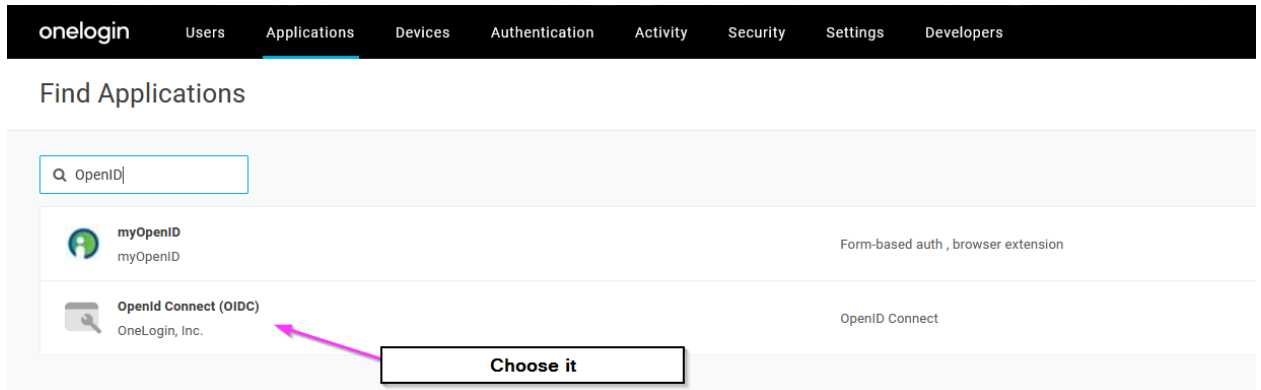 onelogin Users Applications Devices Authentication Activity Security Settings Developers
Find Applications
OpenID
myOpenID
myOpenID
Form-based auth , browser extension
OpenId Connect (OIDC)
OneLogin, Inc.
OpenID Connect
Choose it